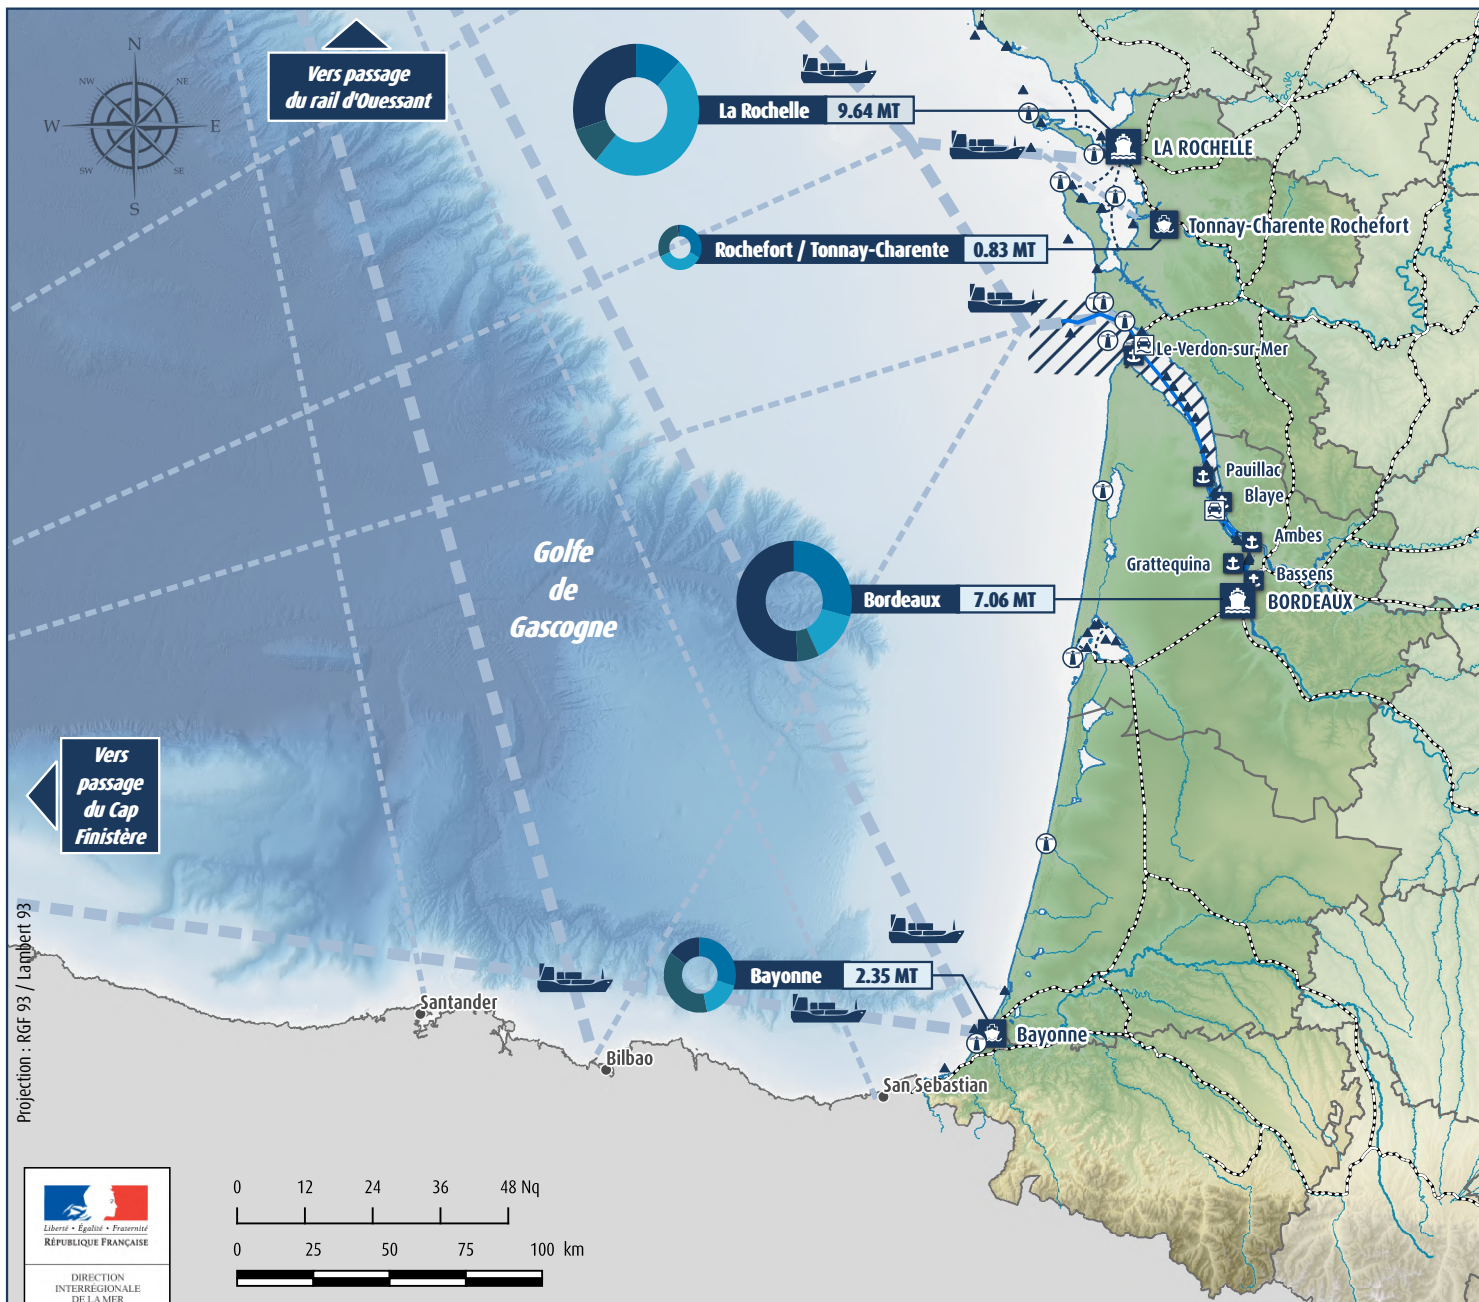 N
NW
NE
W
E
SW
SE
S
Vers passage
du rail d'Ouessant
La Rochelle 9.64 MT
LA ROCHELLE
Rochefort / Tonnay-Charente 0.83 MT
Tonnay-Charente Rochefort
Le-Verdon-sur-Mer
Pauillac
Blaye
Ambes
Grattequina
Bassens
Bordeaux 7.06 MT
BORDEAUX
Golfe
de
Gascogne
Vers
passage
du Cap
Finistère
Bayonne 2.35 MT
Bayonne
Santander
Bilbao
San Sebastian
Projection : RGF 93 / Lambert 93
0 12 24 36 48 Nq
0 25 50 75 100 km
Liberté • Égalité • Fraternité
RÉPUBLIQUE FRANÇAISE
DIRECTION
INTERRÉGIONALE
DE LA MER